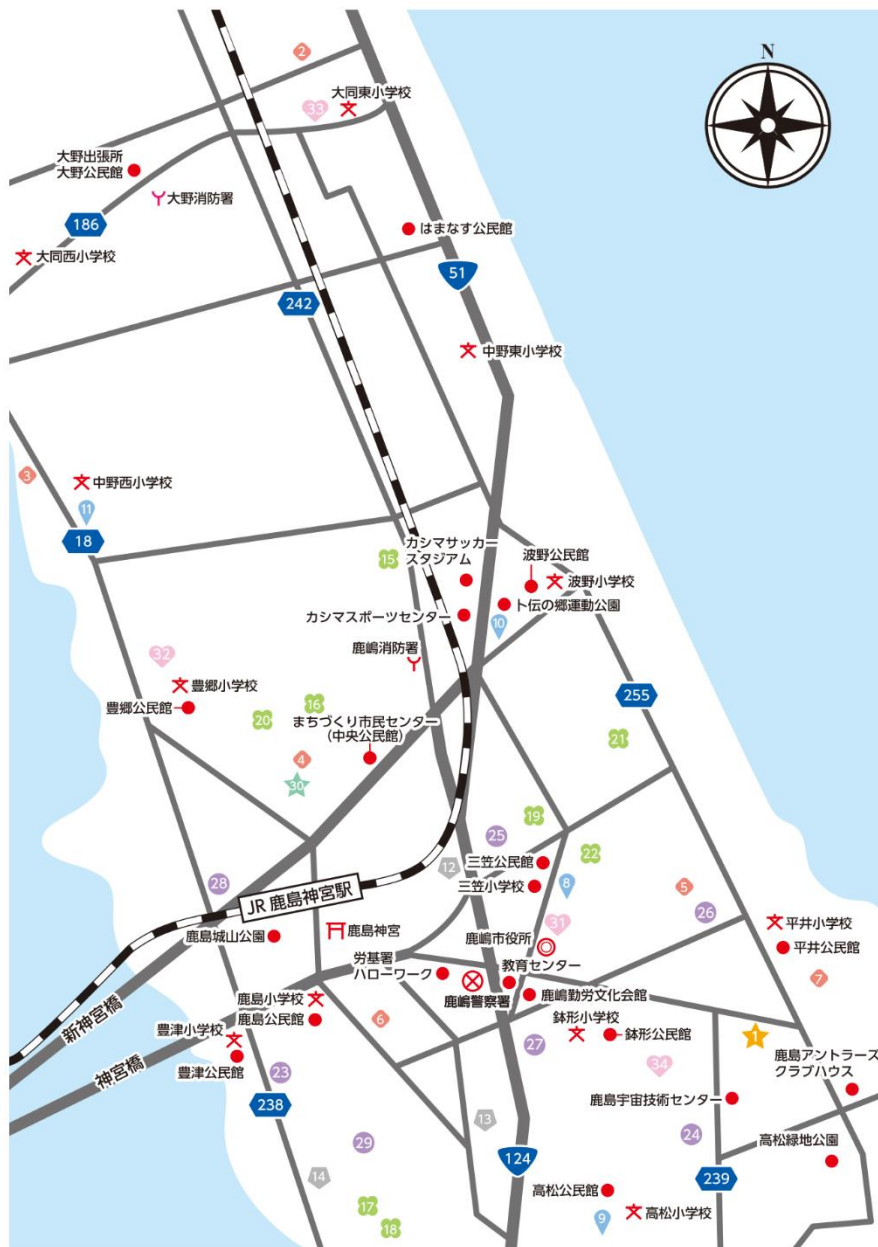 N
2
大同東小学校
33
大野出張所
大野公民館
大野消防署
186
はまなす公民館
大同西小学校
51
242
中野東小学校
3
中野西小学校
11
18
カシマサッカー
スタジアム
波野公民館
15
波野小学校
卜伝の郷運動公園
カシマスポーツセンター
10
鹿嶋消防署
32
豊郷小学校
255
豊郷公民館
16
20
まちづくり市民センター
(中央公民館)
21
4
30
19
25
22
三笠公民館
12
28
三笠小学校
8
5
JR 鹿島神宮駅
26
31
平井小学校
鹿島神宮
鹿島城山公園
鹿嶋市役所
平井公民館
労基署
ハローワーク
教育センター
7
鹿嶋警察署
鹿嶋勤労文化会館
新神宮橋
鹿島小学校
鹿島公民館
6
鉢形小学校
鉢形公民館
1
豊津小学校
27
神宮橋
豊津公民館
34
鹿島アントラーズ
クラブハウス
23
238
鹿島宇宙技術センター
13
24
29
124
高松緑地公園
14
239
高松公民館
17
9
高松小学校
18